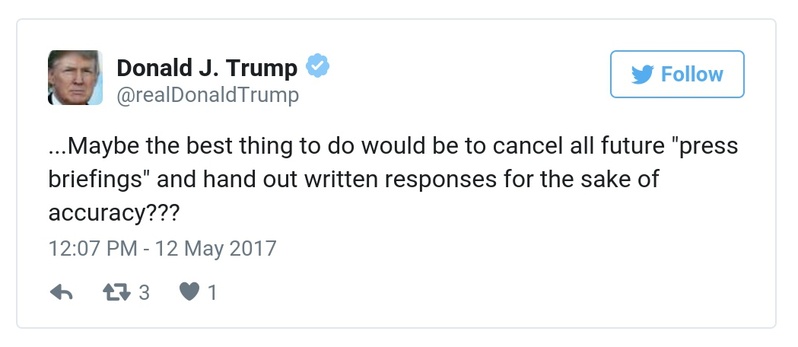 Donald J. Trump
@realDonaldTrump
Follow
...Maybe the best thing to do would be to cancel all future "press
briefings" and hand out written responses for the sake of
accuracy???
12:07 PM - 12 May 2017
3 1